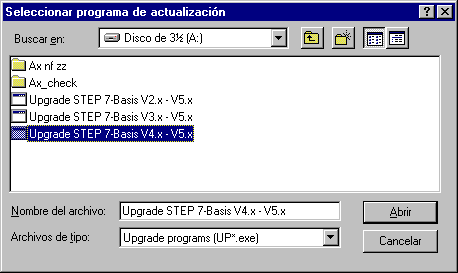 Seleccionar programa de actualización
Buscar en: Disco de 3½ (A:)
Ax nf zz
Ax_check
Upgrade STEP 7-Basis V2.x - V5.x
Upgrade STEP 7-Basis V3.x - V5.x
Upgrade STEP 7-Basis V4.x - V5.x
Nombre del archivo: Upgrade STEP 7-Basis V4.x - V5.x Abrir
Archivos de tipo: Upgrade programs (UP*.exe) Cancelar